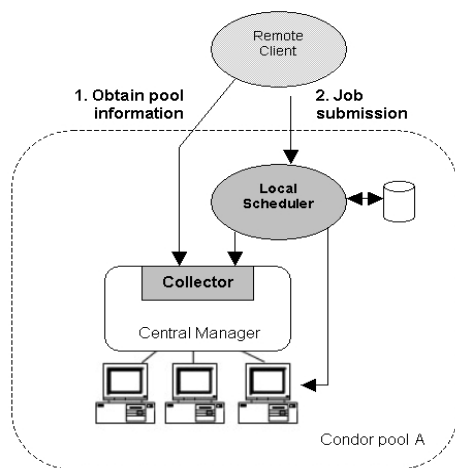 Remote
Client
1. Obtain pool
information
2. Job
submission
Local
Scheduler
Collector
Central Manager
Condor pool A